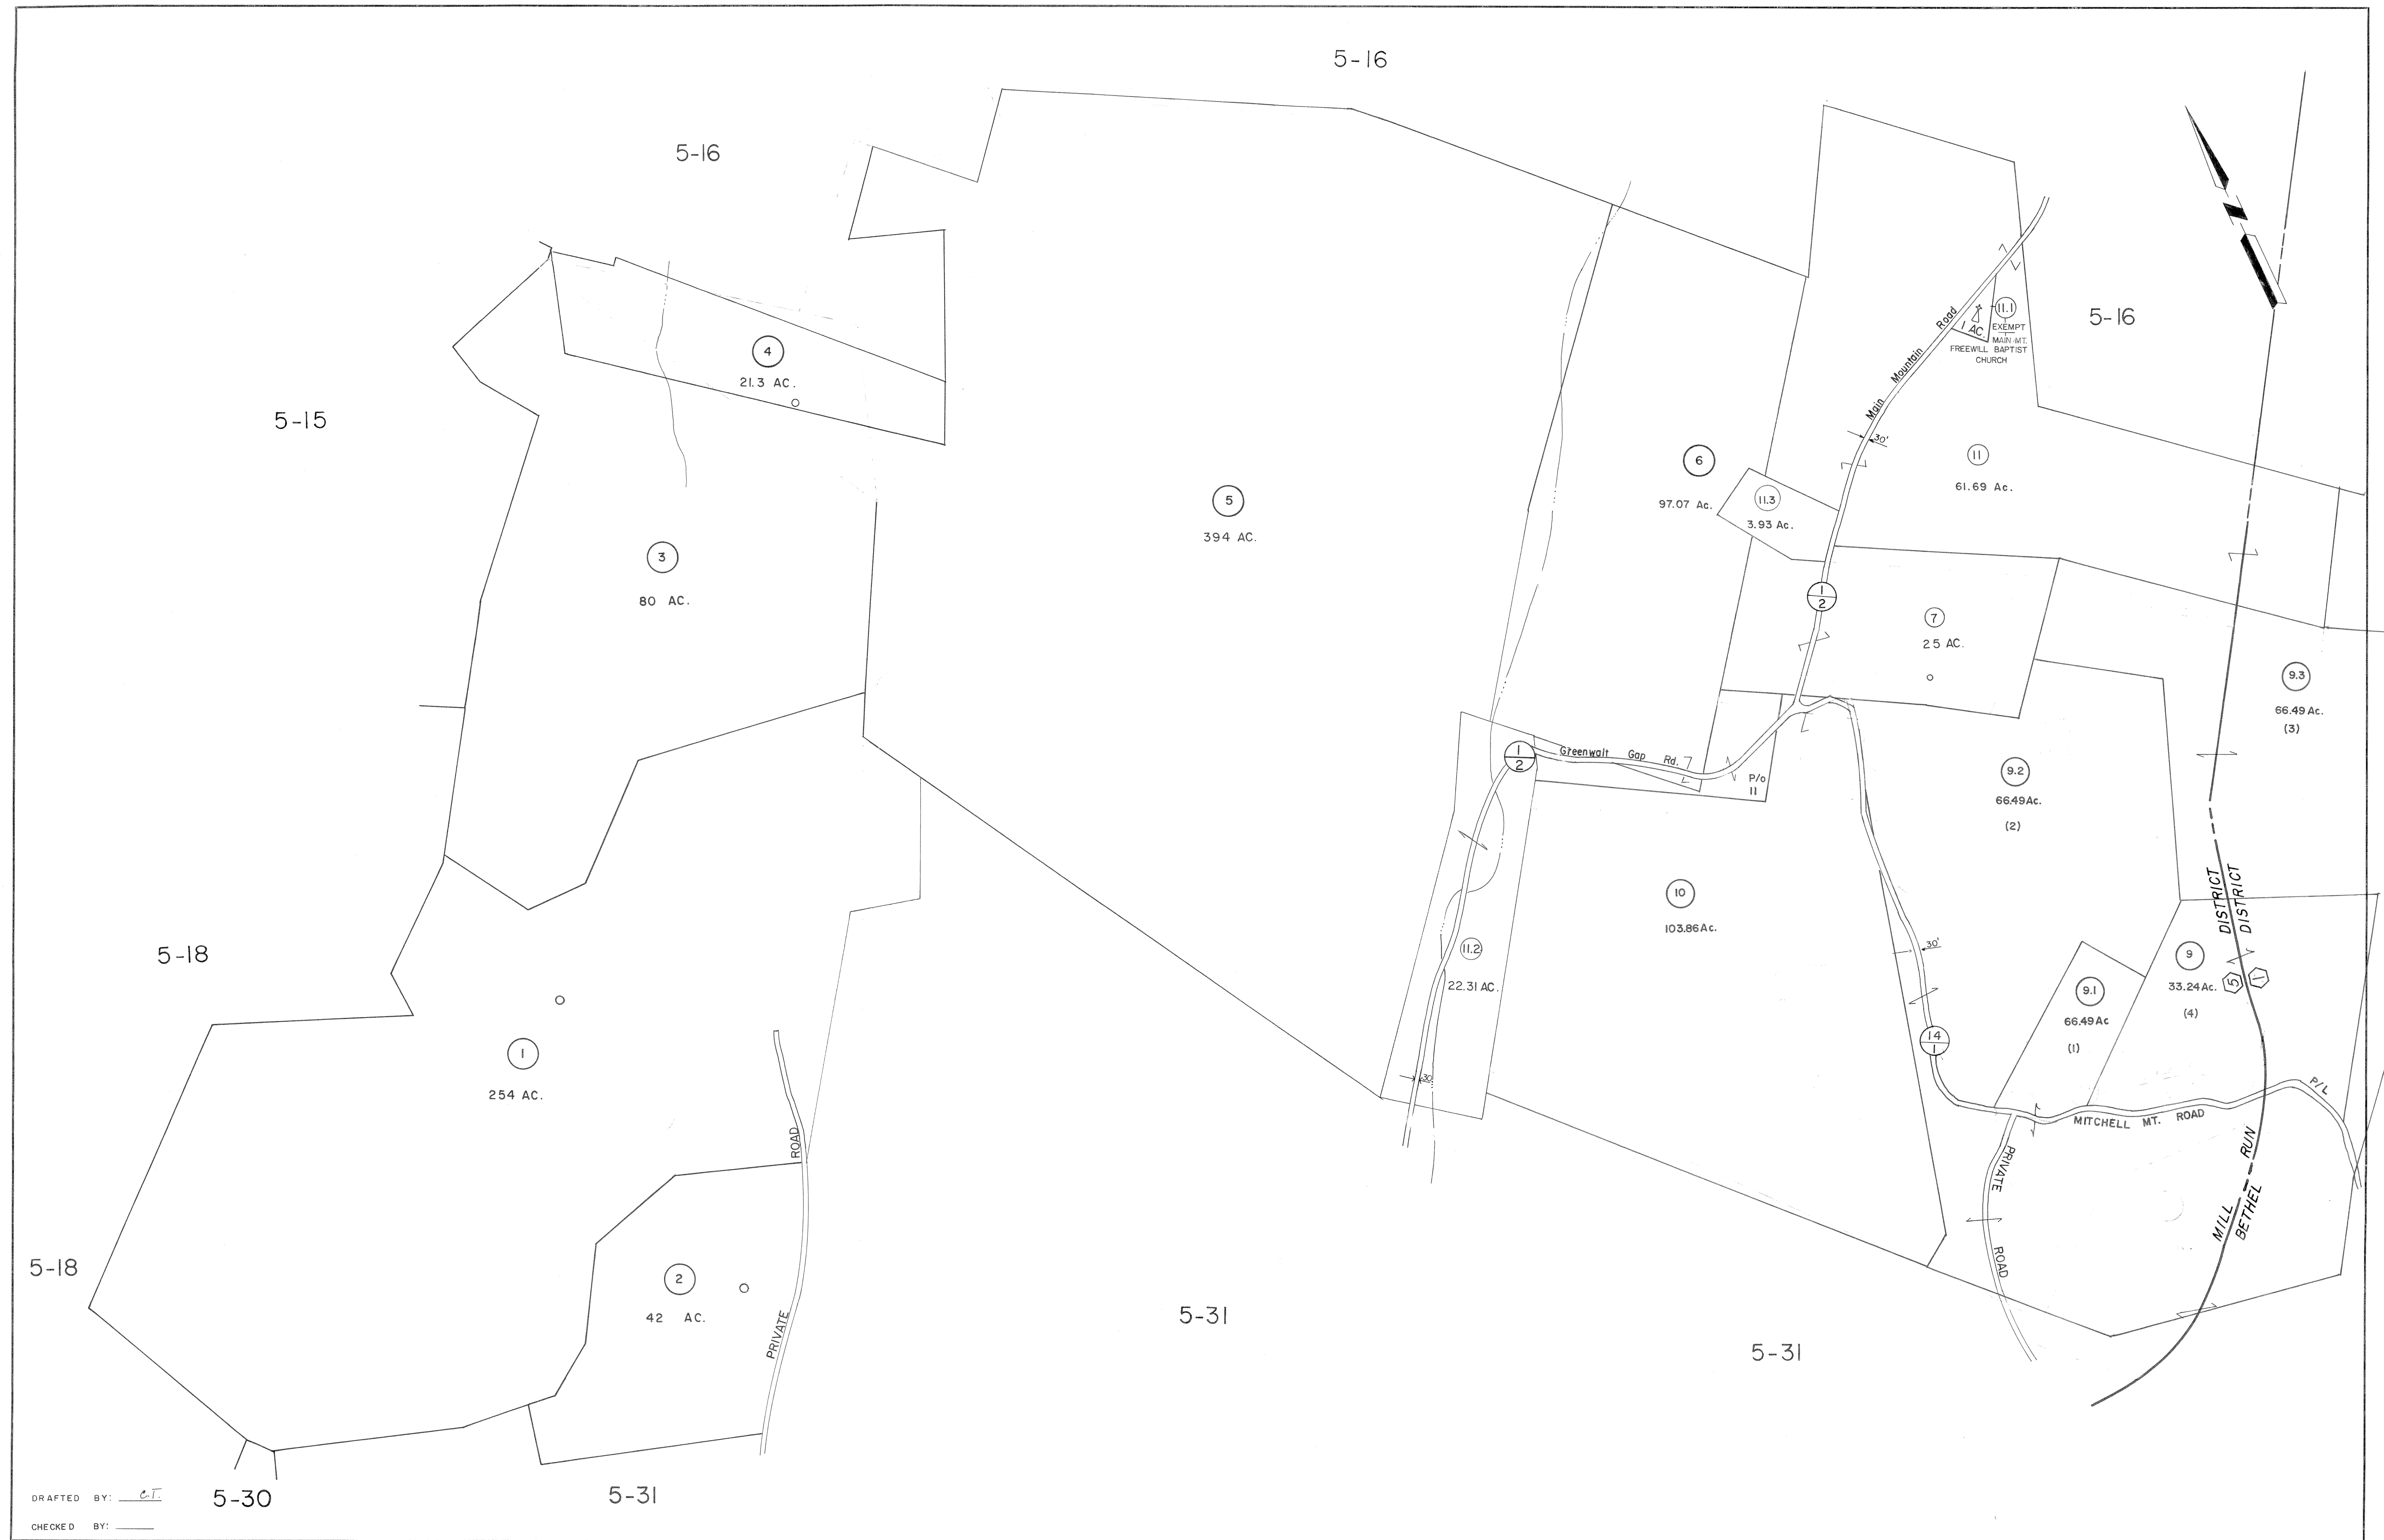 5-16
5-16
5-16
5-15
5-18
5-18
5-30
5-31
5-31
5-31
4
21.3 AC.
3
80 AC.
5
394 AC.
6
97.07 Ac.
11.3
3.93 Ac.
Main Mountain Road
30'
1 AC.
11.1
EXEMPT
MAIN-MT.
FREEWILL BAPTIST
CHURCH
11
61.69 Ac.
1
2
7
25 AC.
9.3
66.49 Ac.
(3)
1
2
Greenwalt Gap Rd.
P/o
11
9.2
66.49 Ac.
(2)
10
103.86 Ac.
11.2
22.31 AC.
30'
30'
14
1
9.1
66.49 Ac
(1)
9
33.24 Ac.
(4)
DISTRICT
DISTRICT
5
1
MITCHELL MT. ROAD
P/L
PRIVATE ROAD
MILL RUN
BETHEL
1
254 AC.
2
42 AC.
PRIVATE ROAD
DRAFTED BY: C.T.
CHECKED BY: